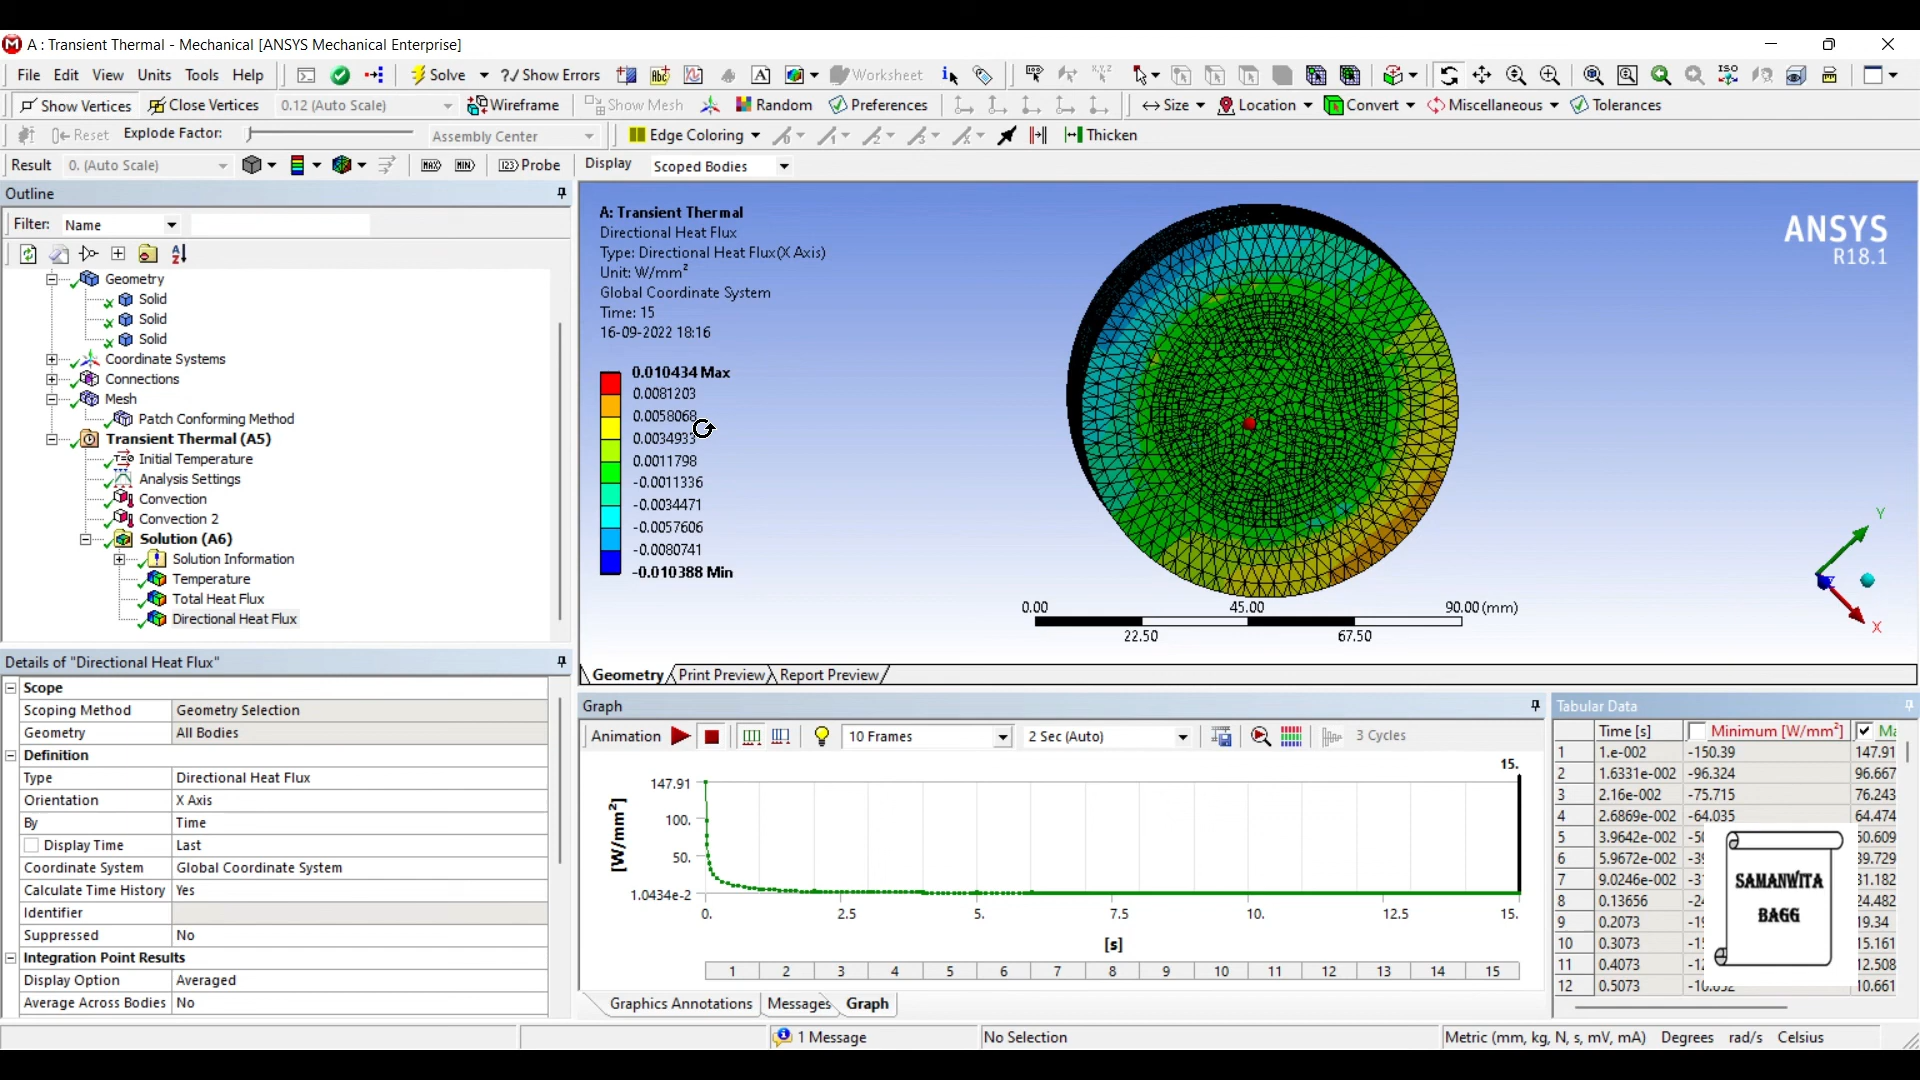 A : Transient Thermal - Mechanical [ANSYS Mechanical Enterprise]
File Edit View Units Tools Help Solve ?/ Show Errors Worksheet
Show Vertices Close Vertices 0.12 (Auto Scale) Wireframe Show Mesh Random Preferences Size Location Convert Miscellaneous Tolerances
Reset Explode Factor: Assembly Center Edge Coloring Thicken
Result 0. (Auto Scale) MAX MIN Probe Display Scoped Bodies
Outline
Filter: Name
Geometry
Solid
Solid
Solid
Coordinate Systems
Connections
Mesh
Patch Conforming Method
Transient Thermal (A5)
Initial Temperature
Analysis Settings
Convection
Convection 2
Solution (A6)
Solution Information
Temperature
Total Heat Flux
Directional Heat Flux
A: Transient Thermal
Directional Heat Flux
Type: Directional Heat Flux(X Axis)
Unit: W/mm²
Global Coordinate System
Time: 15
16-09-2022 18:16
0.010434 Max
0.0081203
0.0058068
0.0034933
0.0011798
-0.0011336
-0.0034471
-0.0057606
-0.0080741
-0.010388 Min
ANSYS
R18.1
Y
X
0.00 45.00 90.00 (mm)
22.50 67.50
Geometry Print Preview Report Preview
Details of "Directional Heat Flux"
Scope
Scoping Method Geometry Selection
Geometry All Bodies
Definition
Type Directional Heat Flux
Orientation X Axis
By Time
Display Time Last
Coordinate System Global Coordinate System
Calculate Time History Yes
Identifier
Suppressed No
Integration Point Results
Display Option Averaged
Average Across Bodies No
Graph
Animation 10 Frames 2 Sec (Auto) 3 Cycles
15.
147.91
100.
50.
1.0434e-2
[W/mm²]
0. 2.5 5. 7.5 10. 12.5 15.
[s]
1 2 3 4 5 6 7 8 9 10 11 12 13 14 15
Graphics Annotations Messages Graph
Tabular Data
Time [s] Minimum [W/mm²]
1 1.e-002 -150.39 147.91
2 1.6331e-002 -96.324 96.667
3 2.16e-002 -75.715 76.243
4 2.6869e-002 -64.035 64.474
5 3.9642e-002 50.609
6 5.9672e-002 39.729
7 9.0246e-002 31.182
8 0.13656 24.482
9 0.2073 19.34
10 0.3073 15.161
11 0.4073 12.508
12 0.5073 10.661
SAMANWITA
BAGG
1 Message No Selection Metric (mm, kg, N, s, mV, mA) Degrees rad/s Celsius